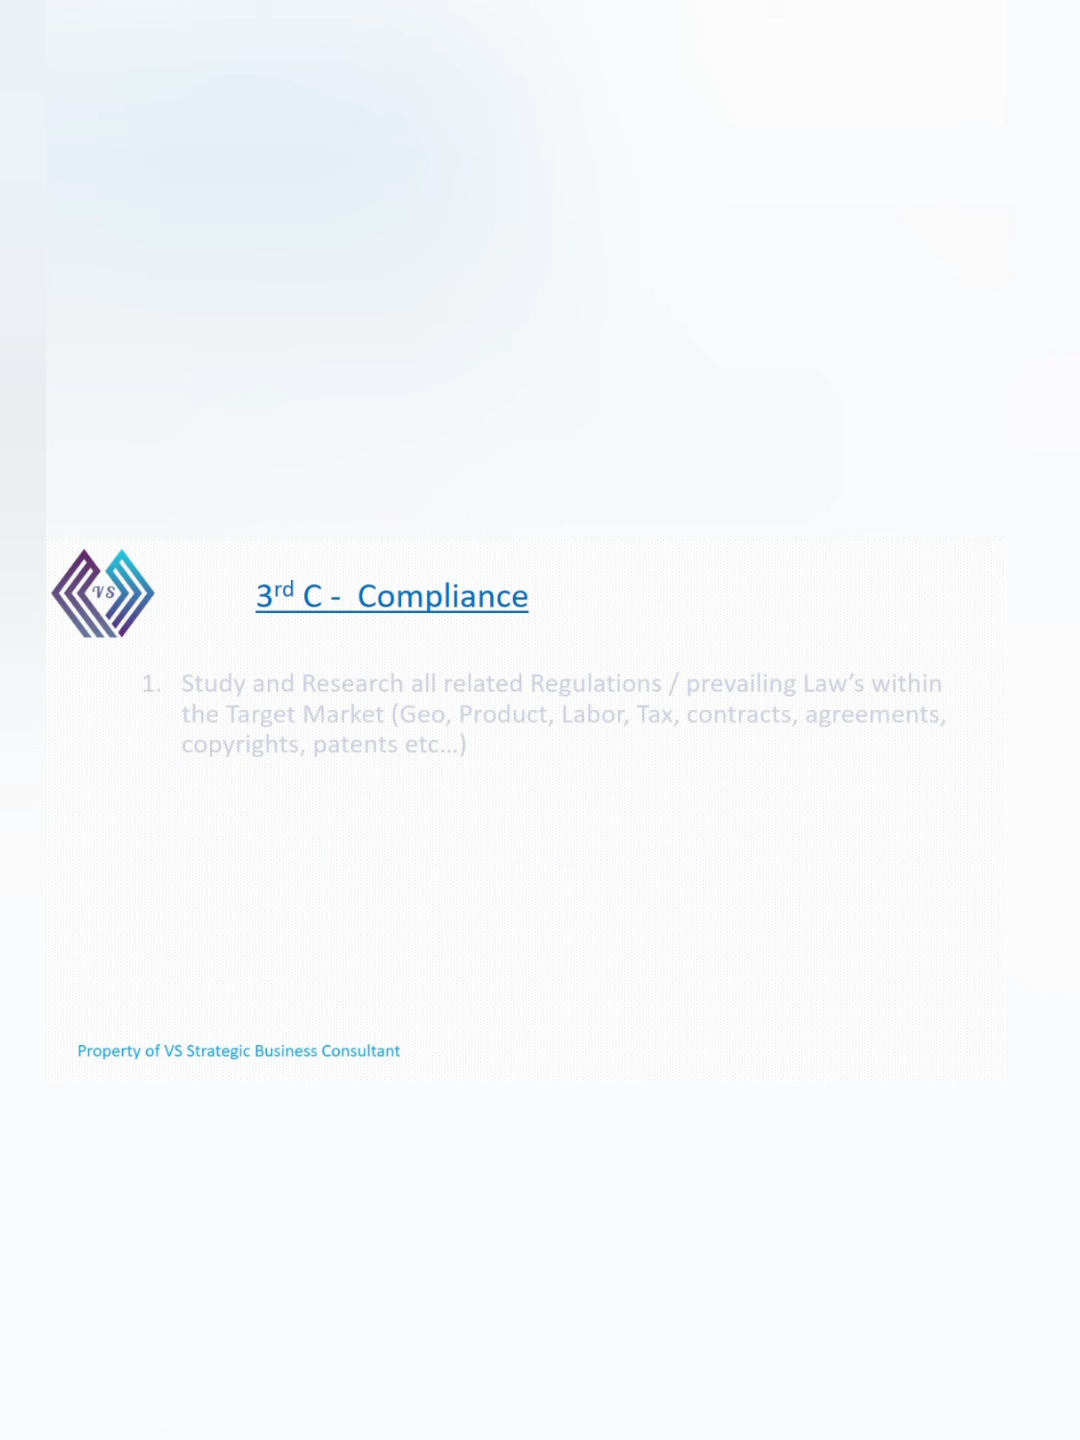 VS
3rd C - Compliance
1. Study and Research all related Regulations / prevailing Law’s within
the Target Market (Geo, Product, Labor, Tax, contracts, agreements,
copyrights, patents etc...)
Property of VS Strategic Business Consultant